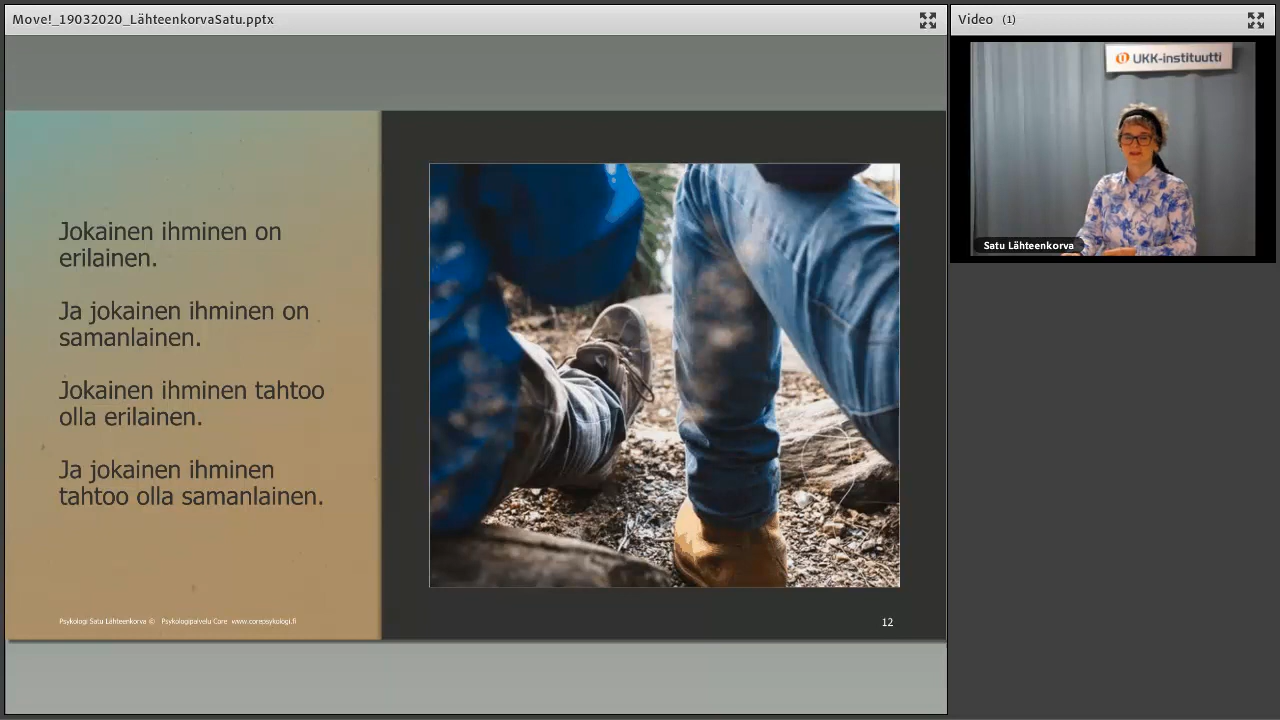 Move!_19032020_LähteenkorvaSatu.pptx
Video (1)
UKK-instituutti
Satu Lähteenkorva
Jokainen ihminen on
erilainen.
Ja jokainen ihminen on
samanlainen.
Jokainen ihminen tahtoo
olla erilainen.
Ja jokainen ihminen
tahtoo olla samanlainen.
Psykologi Satu Lähteenkorva © Psykologipalvelu Core www.corepsykologi.fi
12